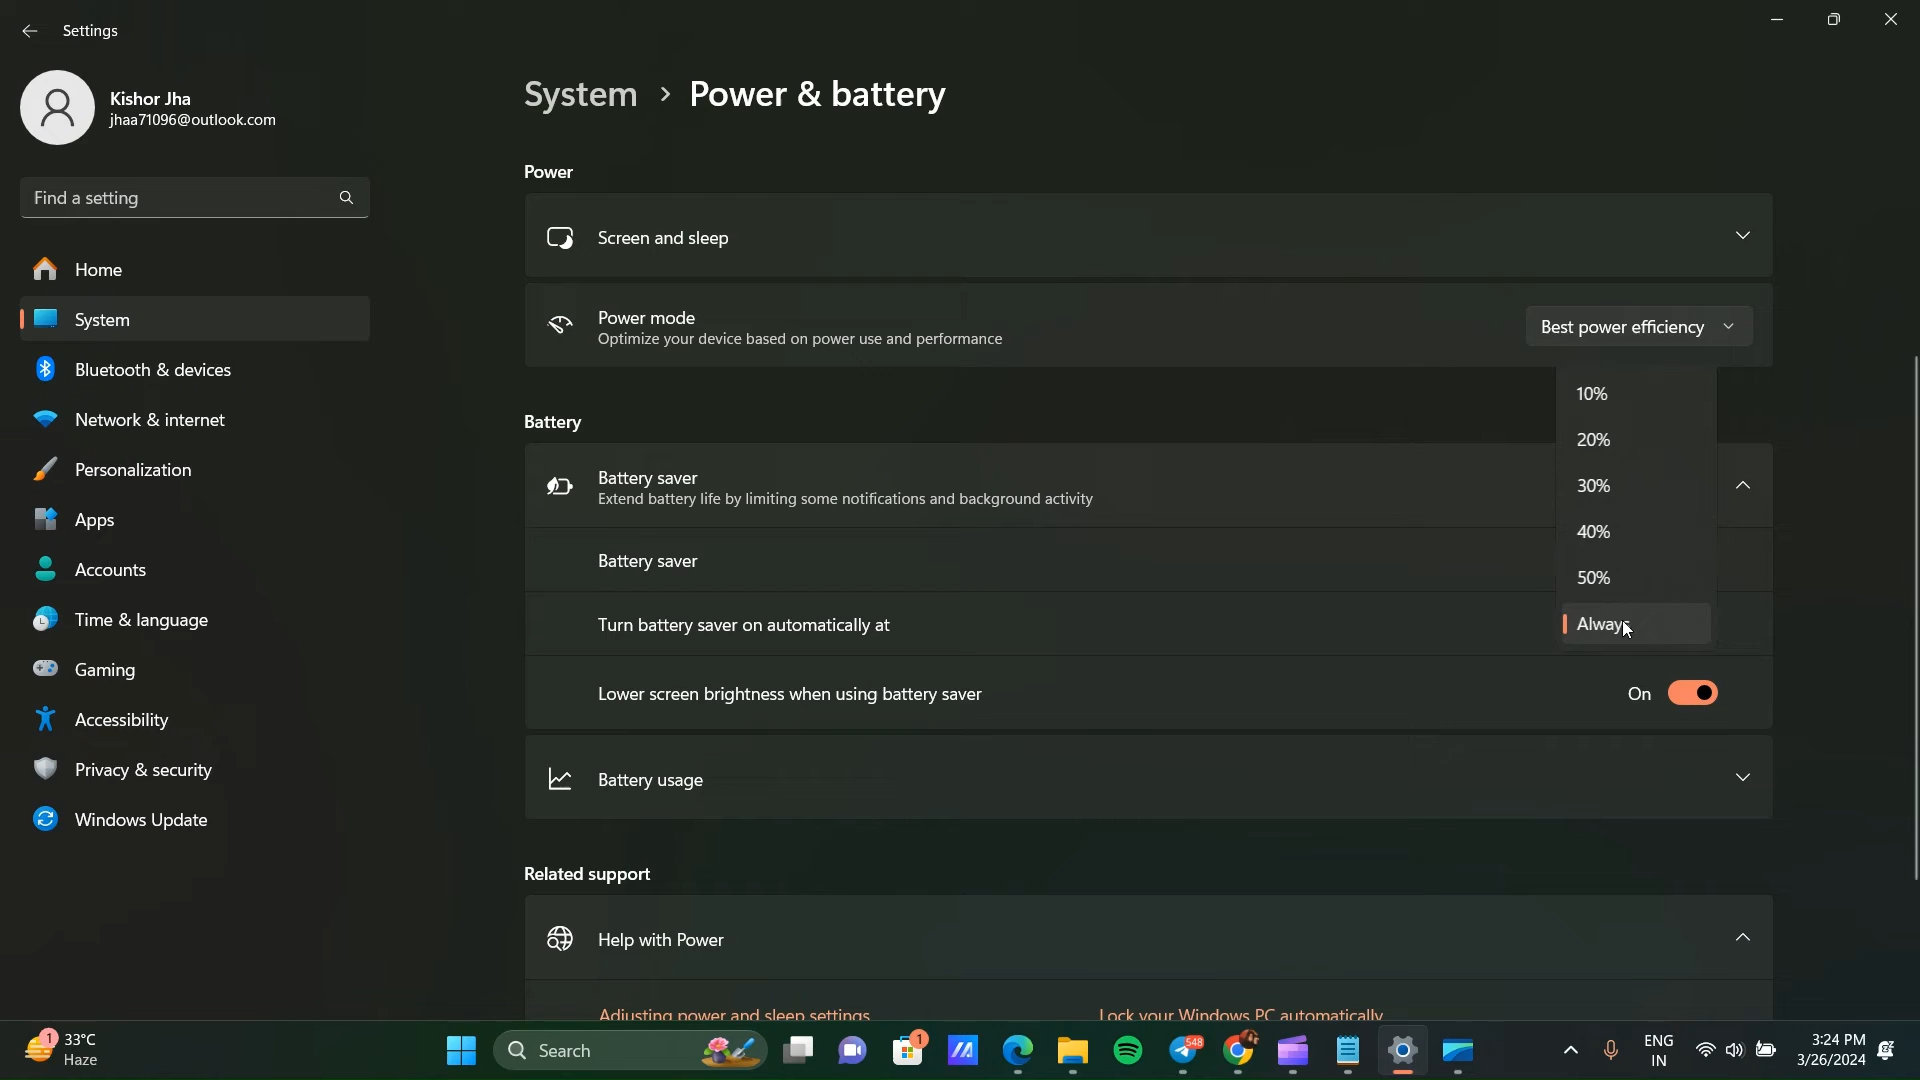 Settings
Kishor Jha
jhaa71096@outlook.com
Find a setting
Home
System
Bluetooth & devices
Network & internet
Personalization
Apps
Accounts
Time & language
Gaming
Accessibility
Privacy & security
Windows Update
System > Power & battery
Power
Screen and sleep
Power mode
Optimize your device based on power use and performance
Best power efficiency
10%
20%
30%
40%
50%
Always
Battery
Battery saver
Extend battery life by limiting some notifications and background activity
Battery saver
Turn battery saver on automatically at
Lower screen brightness when using battery saver
On
Battery usage
Related support
Help with Power
Adjusting power and sleep settings
Lock your Windows PC automatically
1
33°C
Haze
Search
1
548
ENG
IN
3:24 PM
3/26/2024